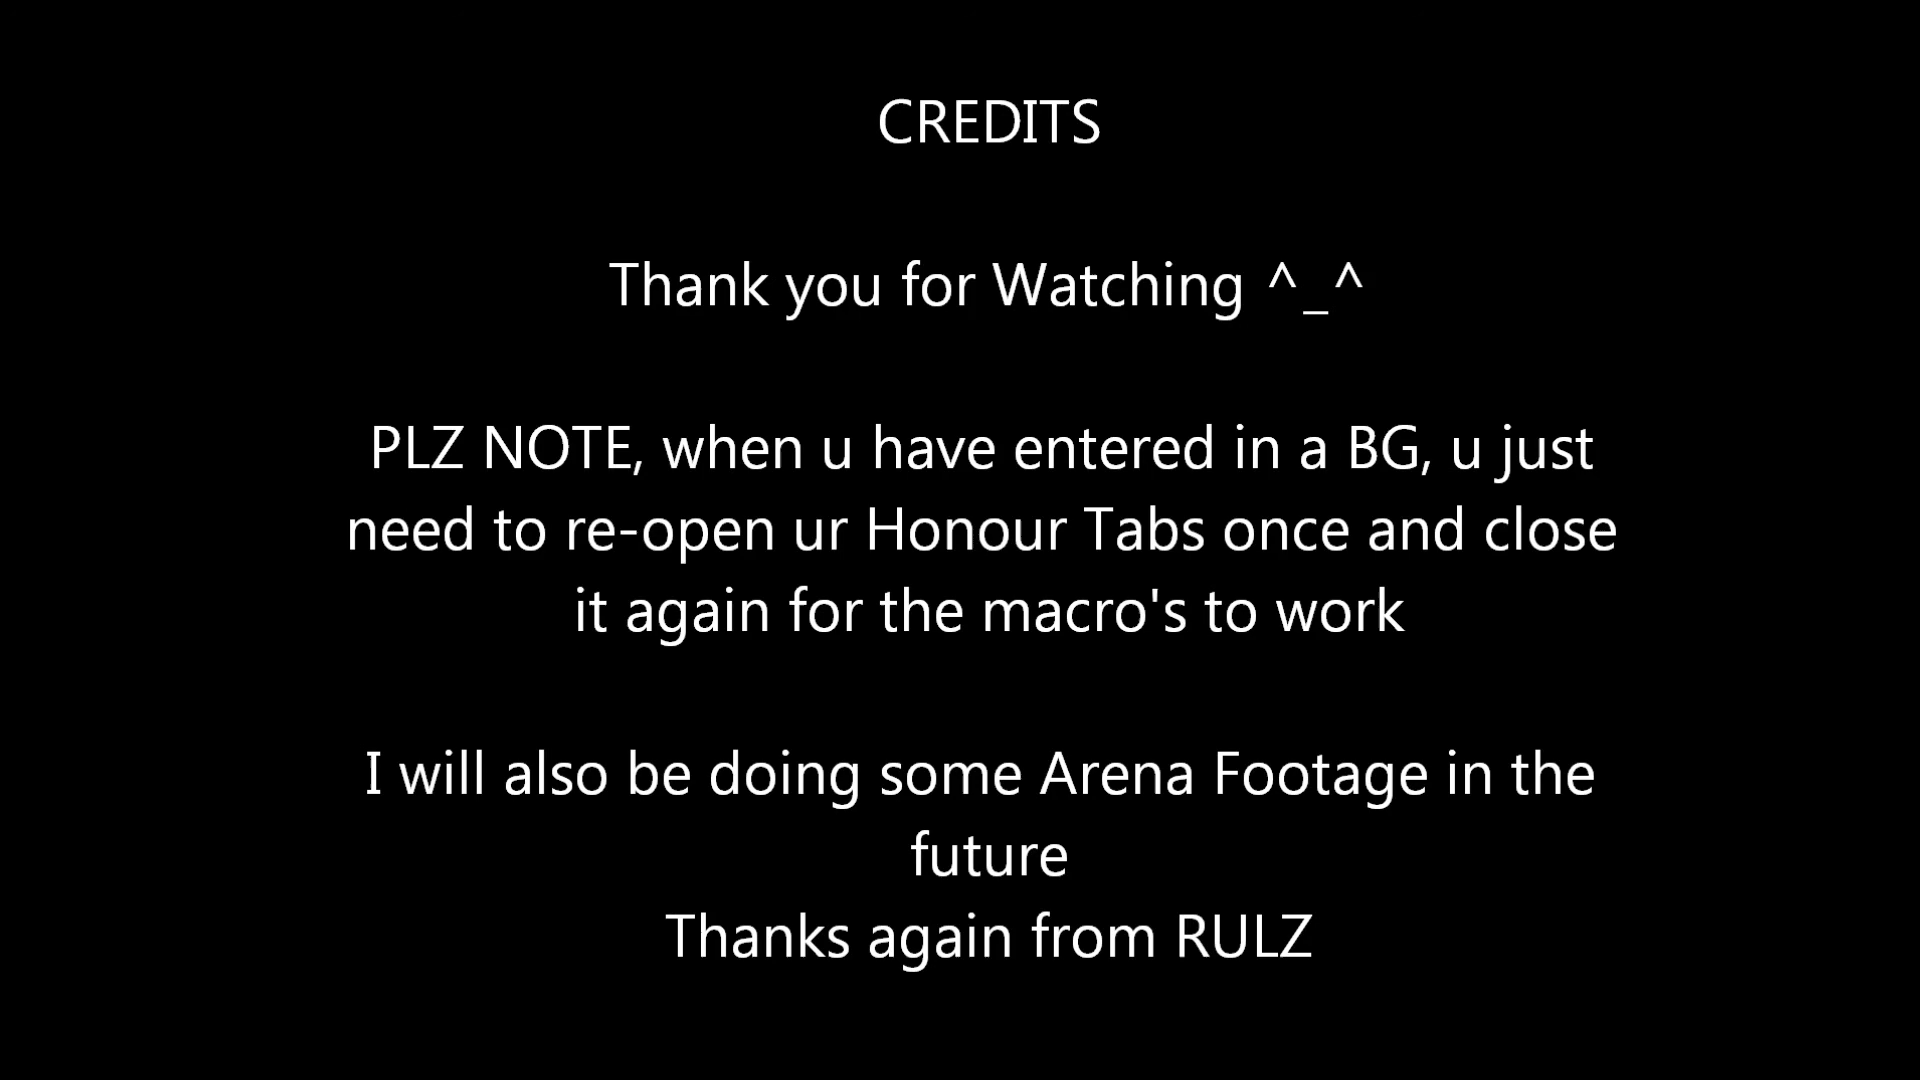 CREDITS
Thank you for Watching ^_^
PLZ NOTE, when u have entered in a BG, u just
need to re-open ur Honour Tabs once and close
it again for the macro's to work
I will also be doing some Arena Footage in the
future
Thanks again from RULZ